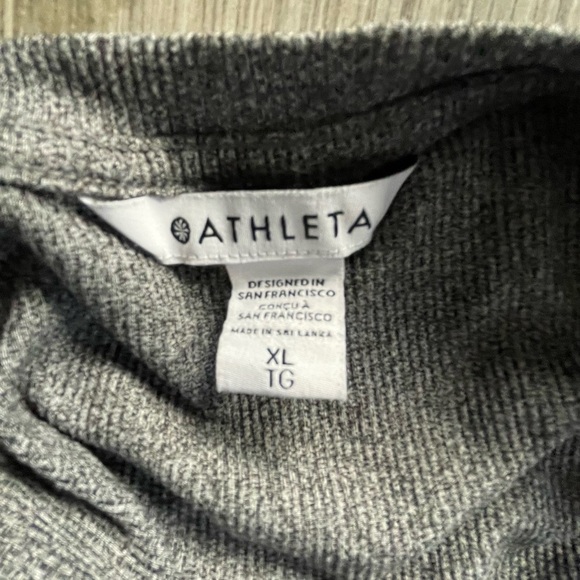 ATHLETA
DESIGNED IN
SAN FRANCISCO
CONÇU À
SAN FRANCISCO
MADE IN SRI LANKA
XL
TG